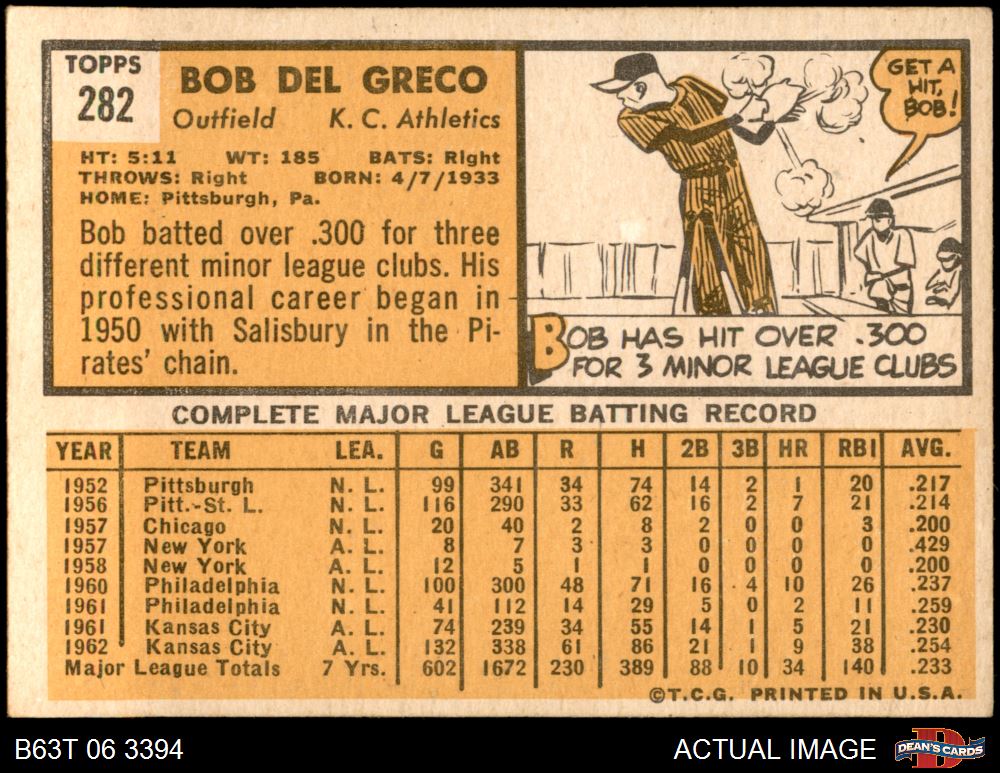 TOPPS
282
BOB DEL GRECO
Outfield K. C. Athletics
HT: 5:11 WT: 185 BATS: Right
THROWS: Right BORN: 4/7/1933
HOME: Pittsburgh, Pa.
Bob batted over .300 for three
different minor league clubs. His
professional career began in
1950 with Salisbury in the Pi-
rates' chain.
GET A
HIT,
BOB!
BOB HAS HIT OVER .300
FOR 3 MINOR LEAGUE CLUBS
COMPLETE MAJOR LEAGUE BATTING RECORD
YEAR TEAM LEA. G AB R H 2B 3B HR RBI AVG.
1952 Pittsburgh N. L. 99 341 34 74 14 2 1 20 .217
1956 Pitt.-St. L. N. L. 116 290 33 62 16 2 7 21 .214
1957 Chicago N. L. 20 40 2 8 2 0 0 3 .200
1957 New York A. L. 8 7 3 3 0 0 0 0 .429
1958 New York A. L. 12 5 1 1 0 0 0 0 .200
1960 Philadelphia N. L. 100 300 48 71 16 4 10 26 .237
1961 Philadelphia N. L. 41 112 14 29 5 0 2 11 .259
1961 Kansas City A. L. 74 239 34 55 14 1 5 21 .230
1962 Kansas City A. L. 132 338 61 86 21 1 9 38 .254
Major League Totals 7 Yrs. 602 1672 230 389 88 10 34 140 .233
©T.C.G. PRINTED IN U.S.A.
B63T 06 3394 ACTUAL IMAGE DEAN'S CARDS